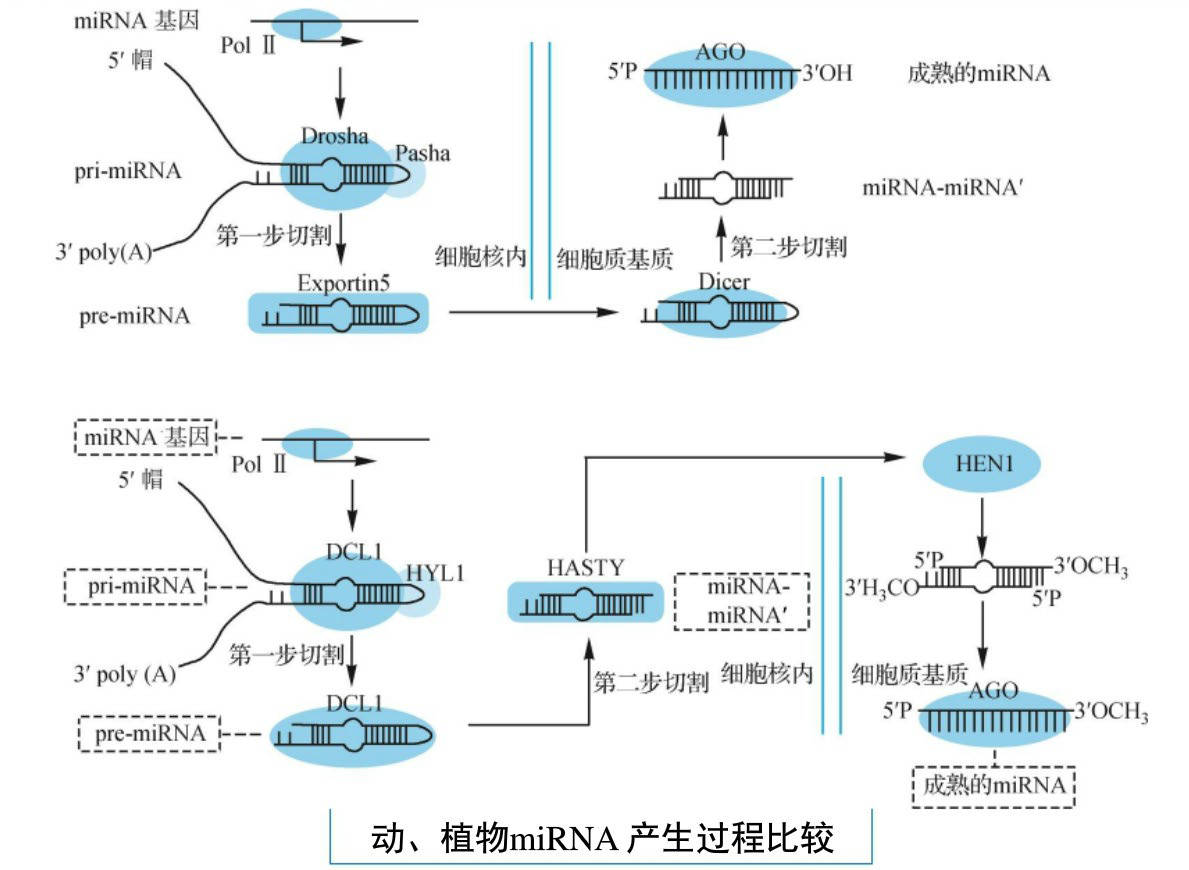 miRNA 基因
Pol Ⅱ
5′ 帽
Drosha
Pasha
pri-miRNA
3′ poly(A)
第一步切割
Exportin5
pre-miRNA
细胞核内
细胞质基质
AGO
5′P
3′OH
成熟的miRNA
miRNA-miRNA′
第二步切割
Dicer
miRNA 基因
Pol Ⅱ
5′ 帽
DCL1
HYL1
pri-miRNA
3′ poly (A)
第一步切割
DCL1
pre-miRNA
HASTY
miRNA-
miRNA′
第二步切割
细胞核内
细胞质基质
HEN1
5′P
3′OCH₃
3′H₃CO
5′P
AGO
5′P
3′OCH₃
成熟的miRNA
动、植物miRNA 产生过程比较